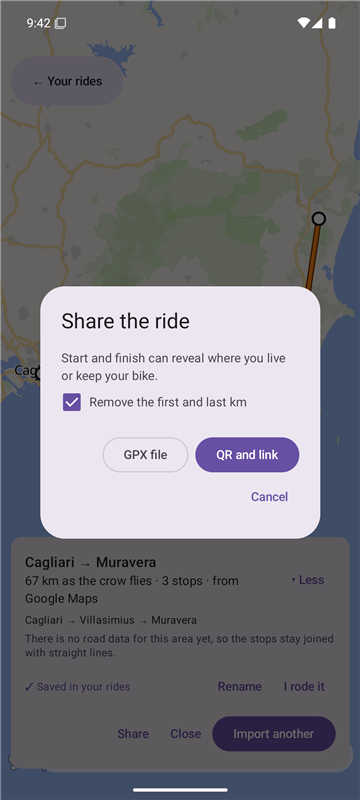 9:42
← Your rides
Cag
Share the ride
Start and finish can reveal where you live
or keep your bike.
Remove the first and last km
GPX file
QR and link
Cancel
Cagliari → Muravera
67 km as the crow flies · 3 stops · from
Google Maps
Less
Cagliari → Villasimius → Muravera
There is no road data for this area yet, so the stops stay joined
with straight lines.
✓ Saved in your rides
Rename
I rode it
Share
Close
Import another